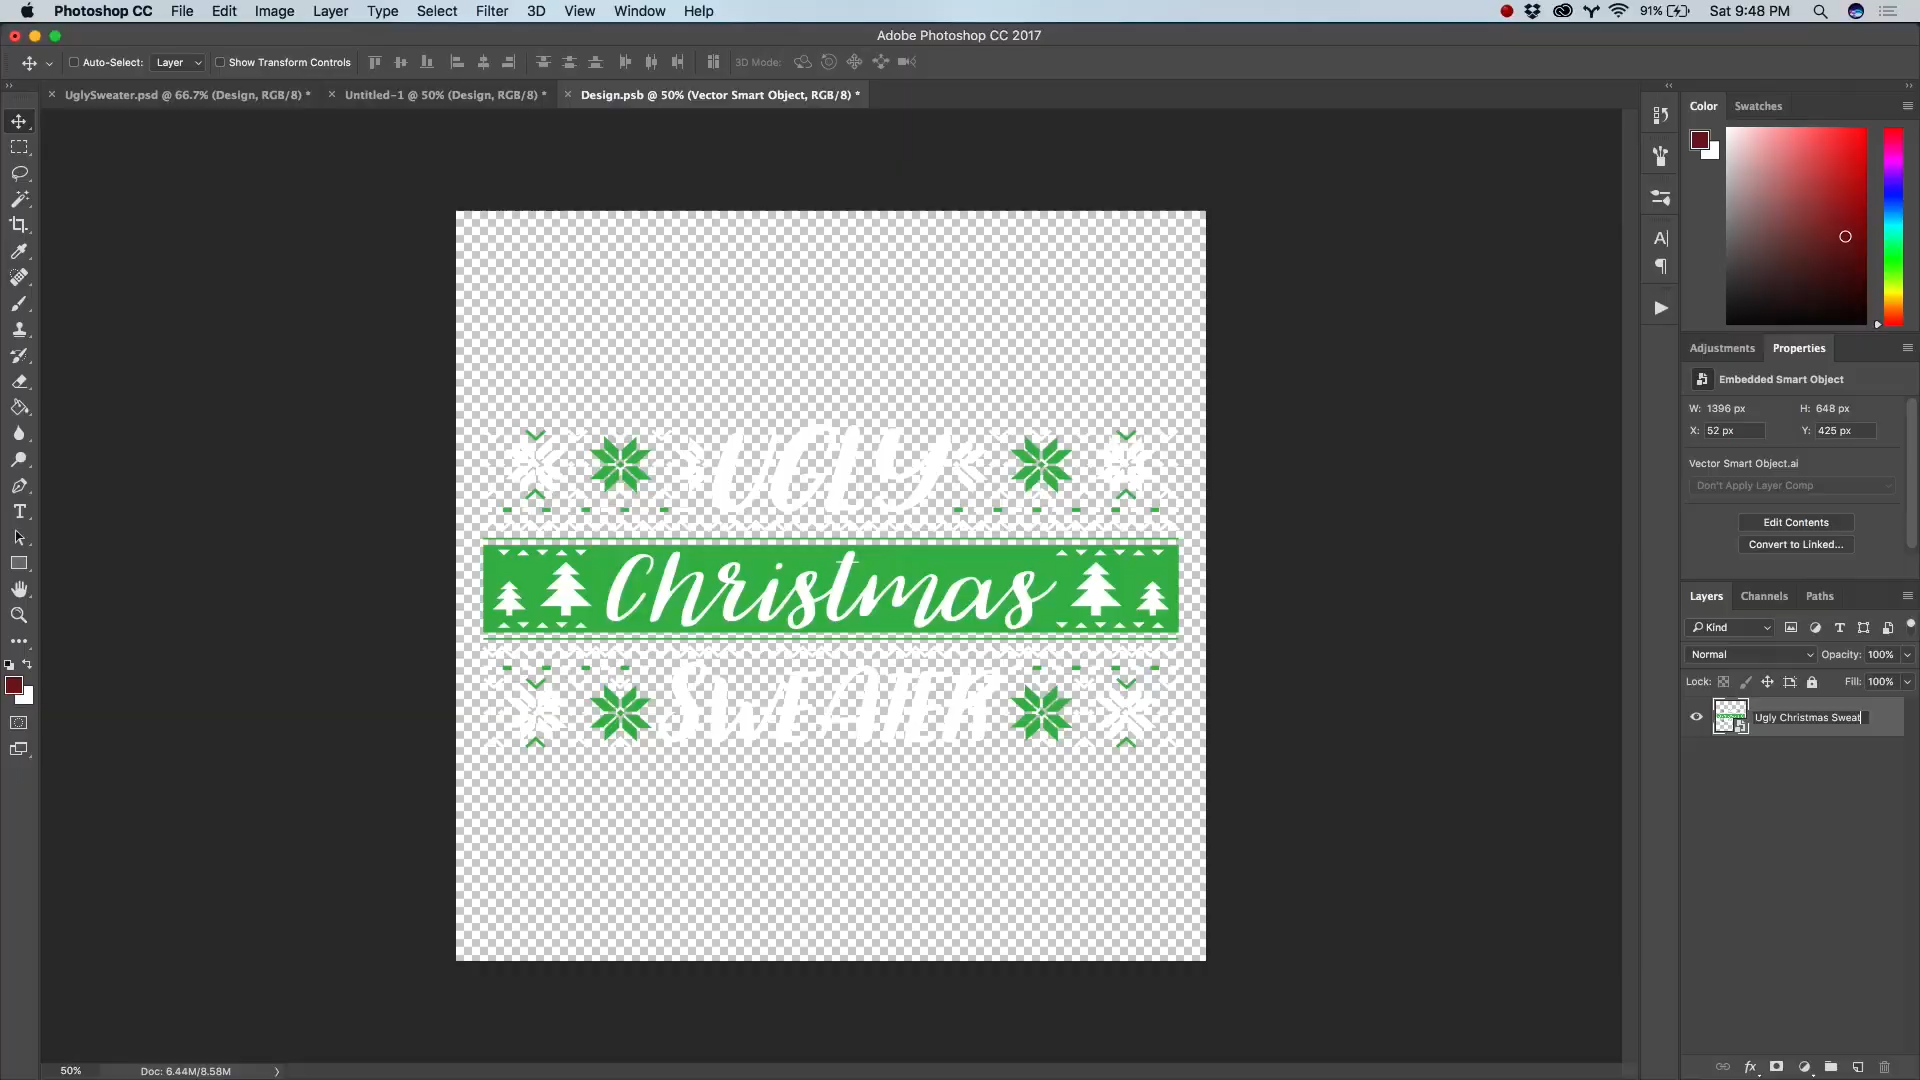 Photoshop CC File Edit Image Layer Type Select Filter 3D View Window Help 91% Sat 9:48 PM
Adobe Photoshop CC 2017
Auto-Select: Layer Show Transform Controls 3D Mode:
UglySweater.psd @ 66.7% (Design, RGB/8) * Untitled-1 @ 50% (Design, RGB/8) * Design.psb @ 50% (Vector Smart Object, RGB/8) *
Color Swatches
UGLY
Christmas
SWEATER
Adjustments Properties
Embedded Smart Object
W: 1396 px H: 648 px
X: 52 px Y: 425 px
Vector Smart Object.ai
Don't Apply Layer Comp
Edit Contents
Convert to Linked...
Layers Channels Paths
Kind
Normal Opacity: 100%
Lock: Fill: 100%
Ugly Christmas Sweat
50% Doc: 6.44M/8.58M